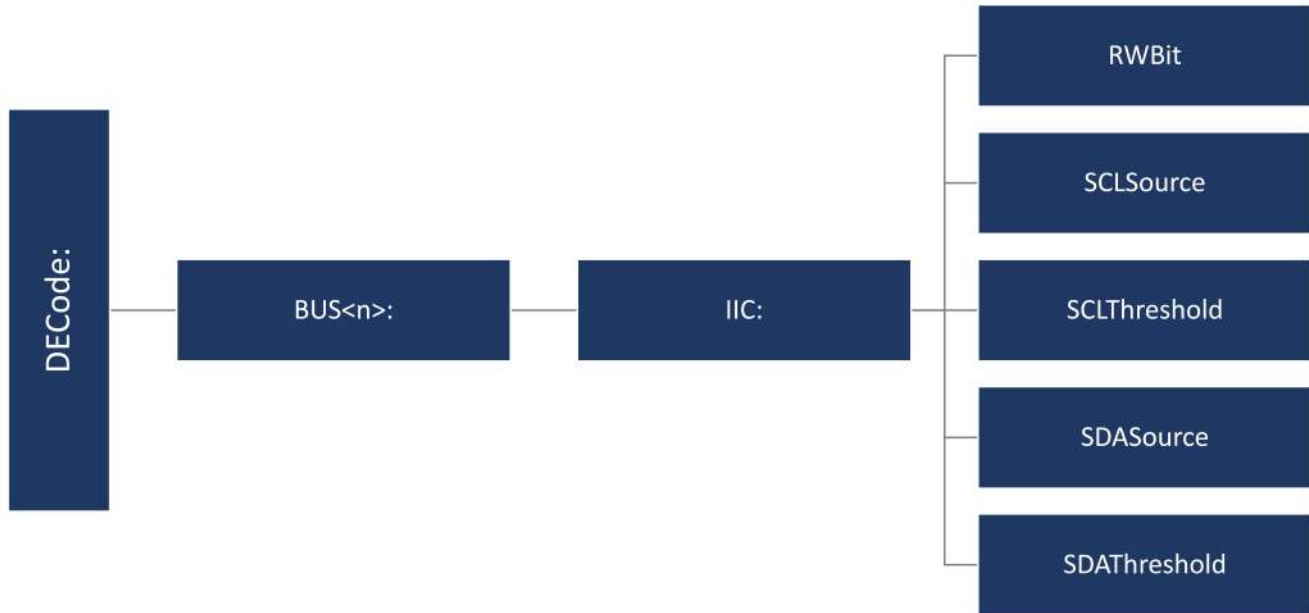 DECode:
BUS<n>:
IIC:
RWBit
SCLSource
SCLThreshold
SDASource
SDAThreshold